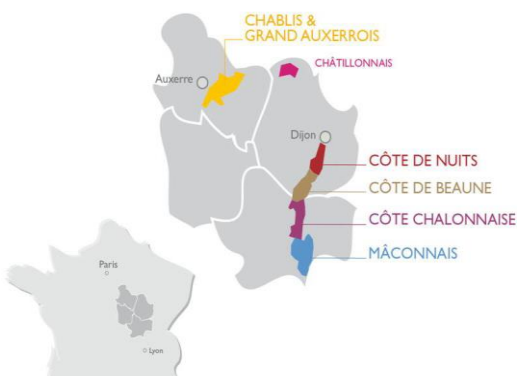 CHABLIS &
GRAND AUXERROIS
CHÂTILLONNAIS
Auxerre
Dijon
CÔTE DE NUITS
CÔTE DE BEAUNE
CÔTE CHALONNAISE
MÂCONNAIS
Paris
Lyon